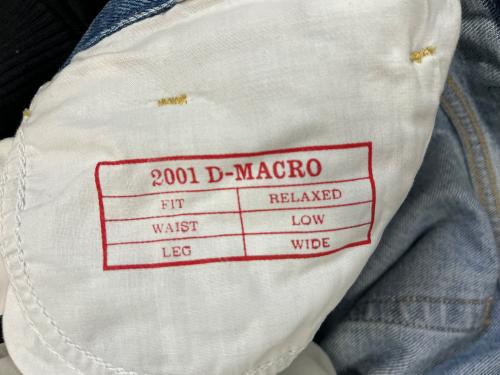 2001 D-MACRO
FIT RELAXED
WAIST LOW
LEG WIDE